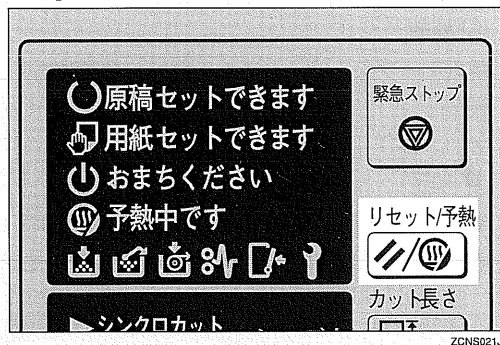 原稿セットできます
用紙セットできます
おまちください
予熱中です
緊急ストップ
リセット/予熱
カット長さ
▶シンクロカット
ZCNS021J